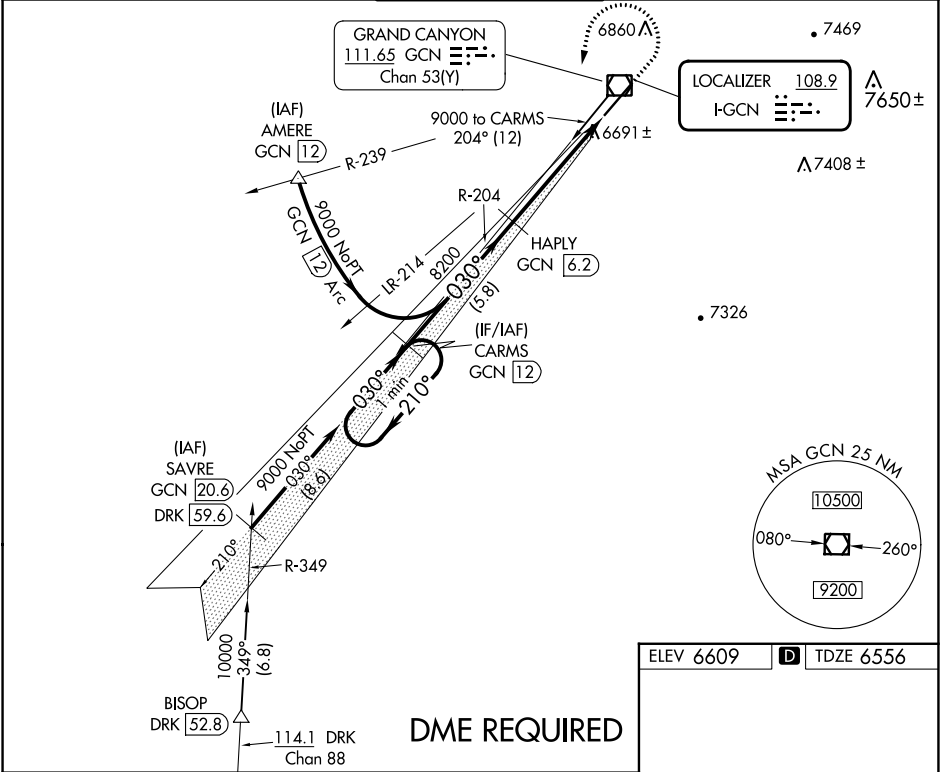 GRAND CANYON
111.65 GCN
Chan 53(Y)
6860
7469
LOCALIZER 108.9
I-GCN
7650 ±
(IAF)
AMERE
GCN 12
9000 to CARMS
204° (12)
6691 ±
7408 ±
R-239
R-204
9000 NoPT
GCN 12 Arc
LR-214
8200
HAPLY
GCN 6.2
030°
(5.8)
7326
(IF/IAF)
CARMS
GCN 12
030°
1 min
210°
(IAF)
SAVRE
GCN 20.6
DRK 59.6
9000 NoPT
030°
(8.6)
210°
R-349
MSA GCN 25 NM
10500
080°
260°
9200
10000
349°
(6.8)
BISOP
DRK 52.8
114.1 DRK
Chan 88
DME REQUIRED
ELEV 6609 D TDZE 6556